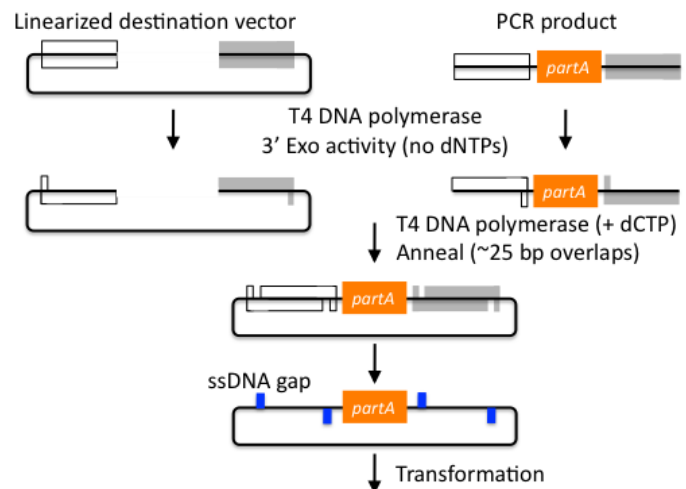 Linearized destination vector
PCR product
partA
T4 DNA polymerase
3' Exo activity (no dNTPs)
partA
T4 DNA polymerase (+ dCTP)
Anneal (~25 bp overlaps)
partA
ssDNA gap
partA
Transformation